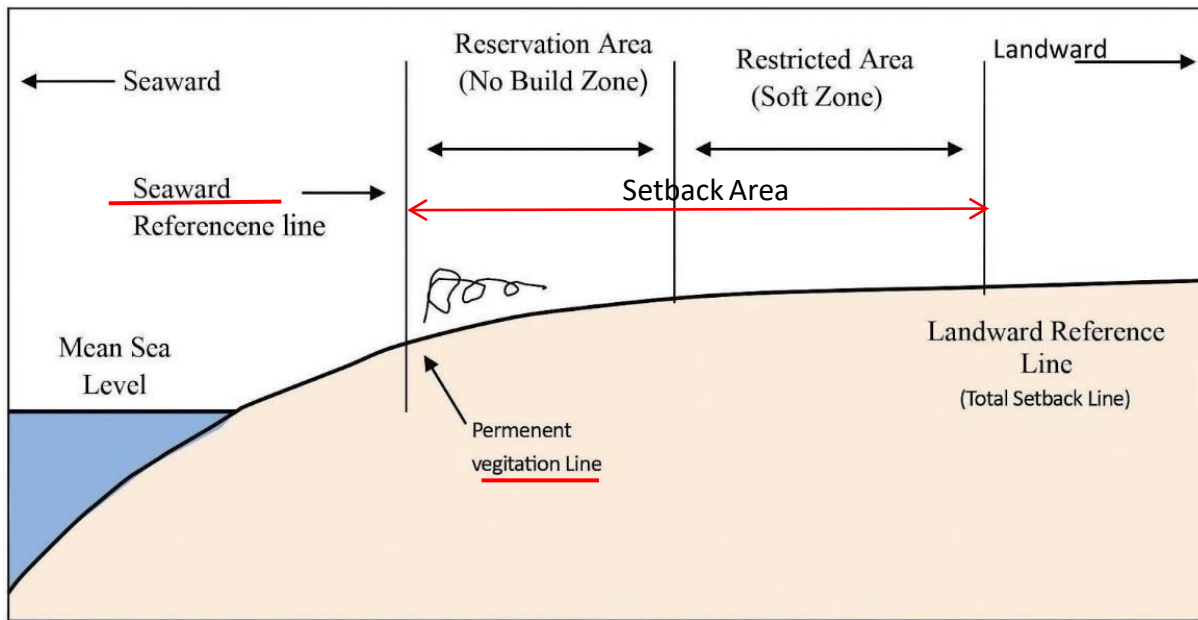 Seaward
Reservation Area
(No Build Zone)
Restricted Area
(Soft Zone)
Landward
Seaward
Referencene line
Setback Area
Mean Sea
Level
Permenent
vegitation Line
Landward Reference
Line
(Total Setback Line)